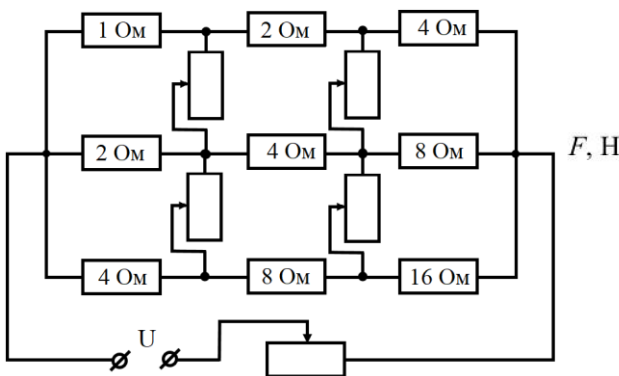 1 Ом 2 Ом 4 Ом
2 Ом 4 Ом 8 Ом F, Н
4 Ом 8 Ом 16 Ом
U